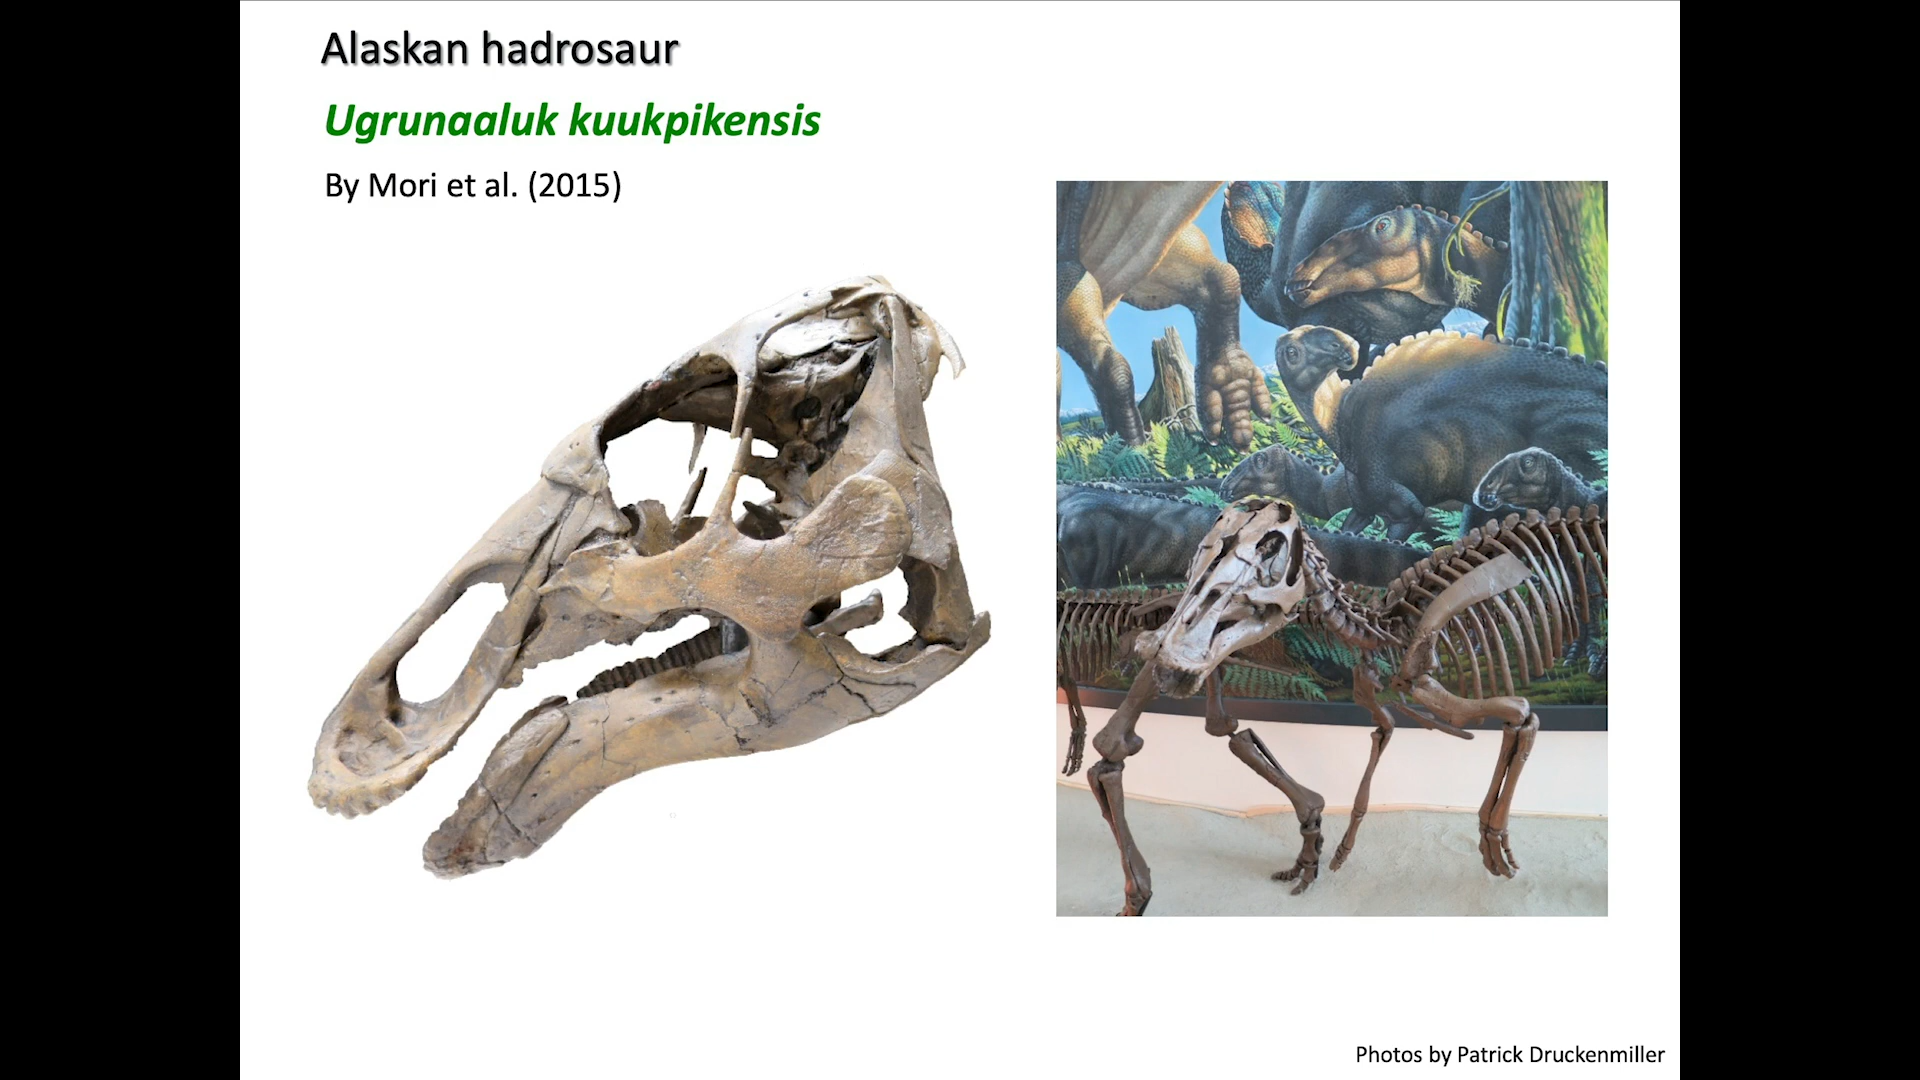 Alaskan hadrosaur
Ugrunaaluk kuukpikensis
By Mori et al. (2015)
Photos by Patrick Druckenmiller